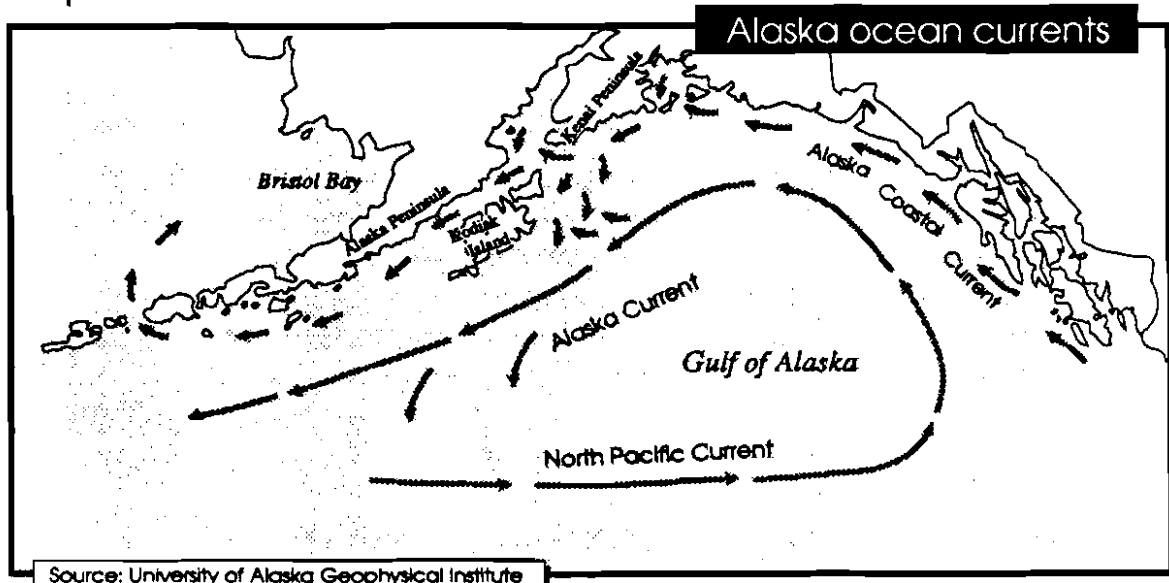 Alaska ocean currents
Kenai Peninsula
Bristol Bay
Alaska Peninsula
Kodiak
Island
Alaska Coastal Current
Alaska Current
Gulf of Alaska
North Pacific Current
Source: University of Alaska Geophysical Institute